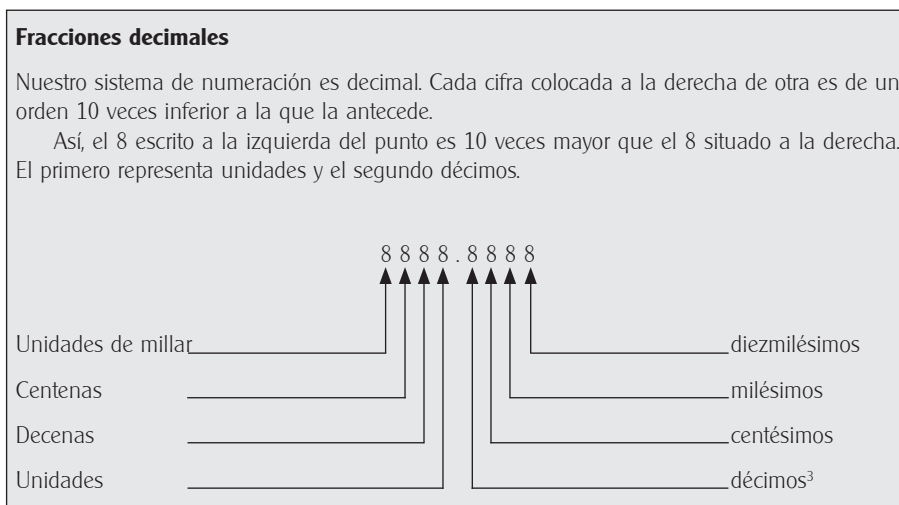 Fracciones decimales
Nuestro sistema de numeración es decimal. Cada cifra colocada a la derecha de otra es de un
orden 10 veces inferior a la que la antecede.
Así, el 8 escrito a la izquierda del punto es 10 veces mayor que el 8 situado a la derecha.
El primero representa unidades y el segundo décimos.
8 8 8 8 . 8 8 8 8
Unidades de millar diezmilésimos
Centenas milésimos
Decenas centésimos
Unidades décimos³